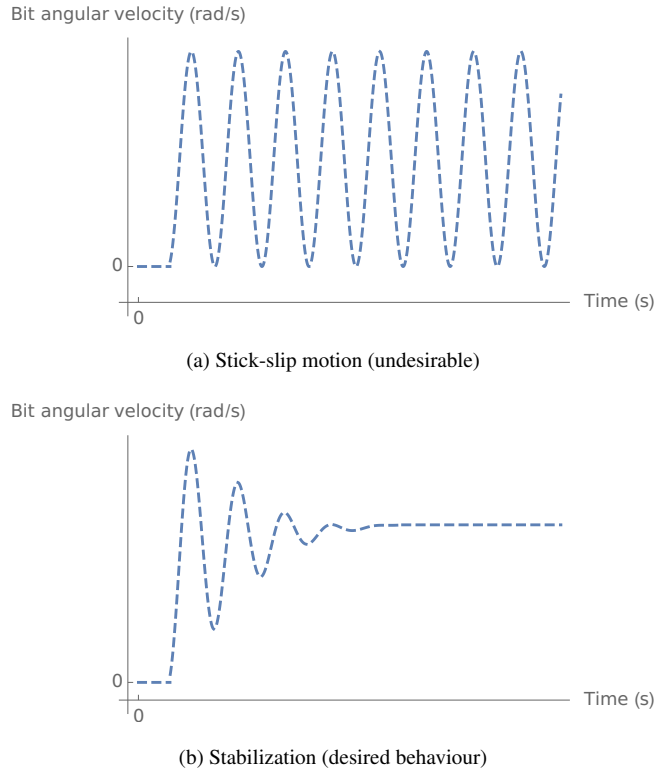 Bit angular velocity (rad/s)
0
Time (s)
0
(a) Stick-slip motion (undesirable)
Bit angular velocity (rad/s)
0
Time (s)
0
(b) Stabilization (desired behaviour)